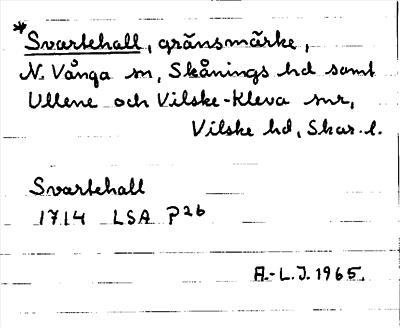 *Svartehall, gränsmärke,
N. Vånga sn, Skånings hd samt
Ullene och Vilske-Kleva snr,
Vilske hd, Skar. l.
Svartehall
1714 LSA P26
A.-L.J. 1965.